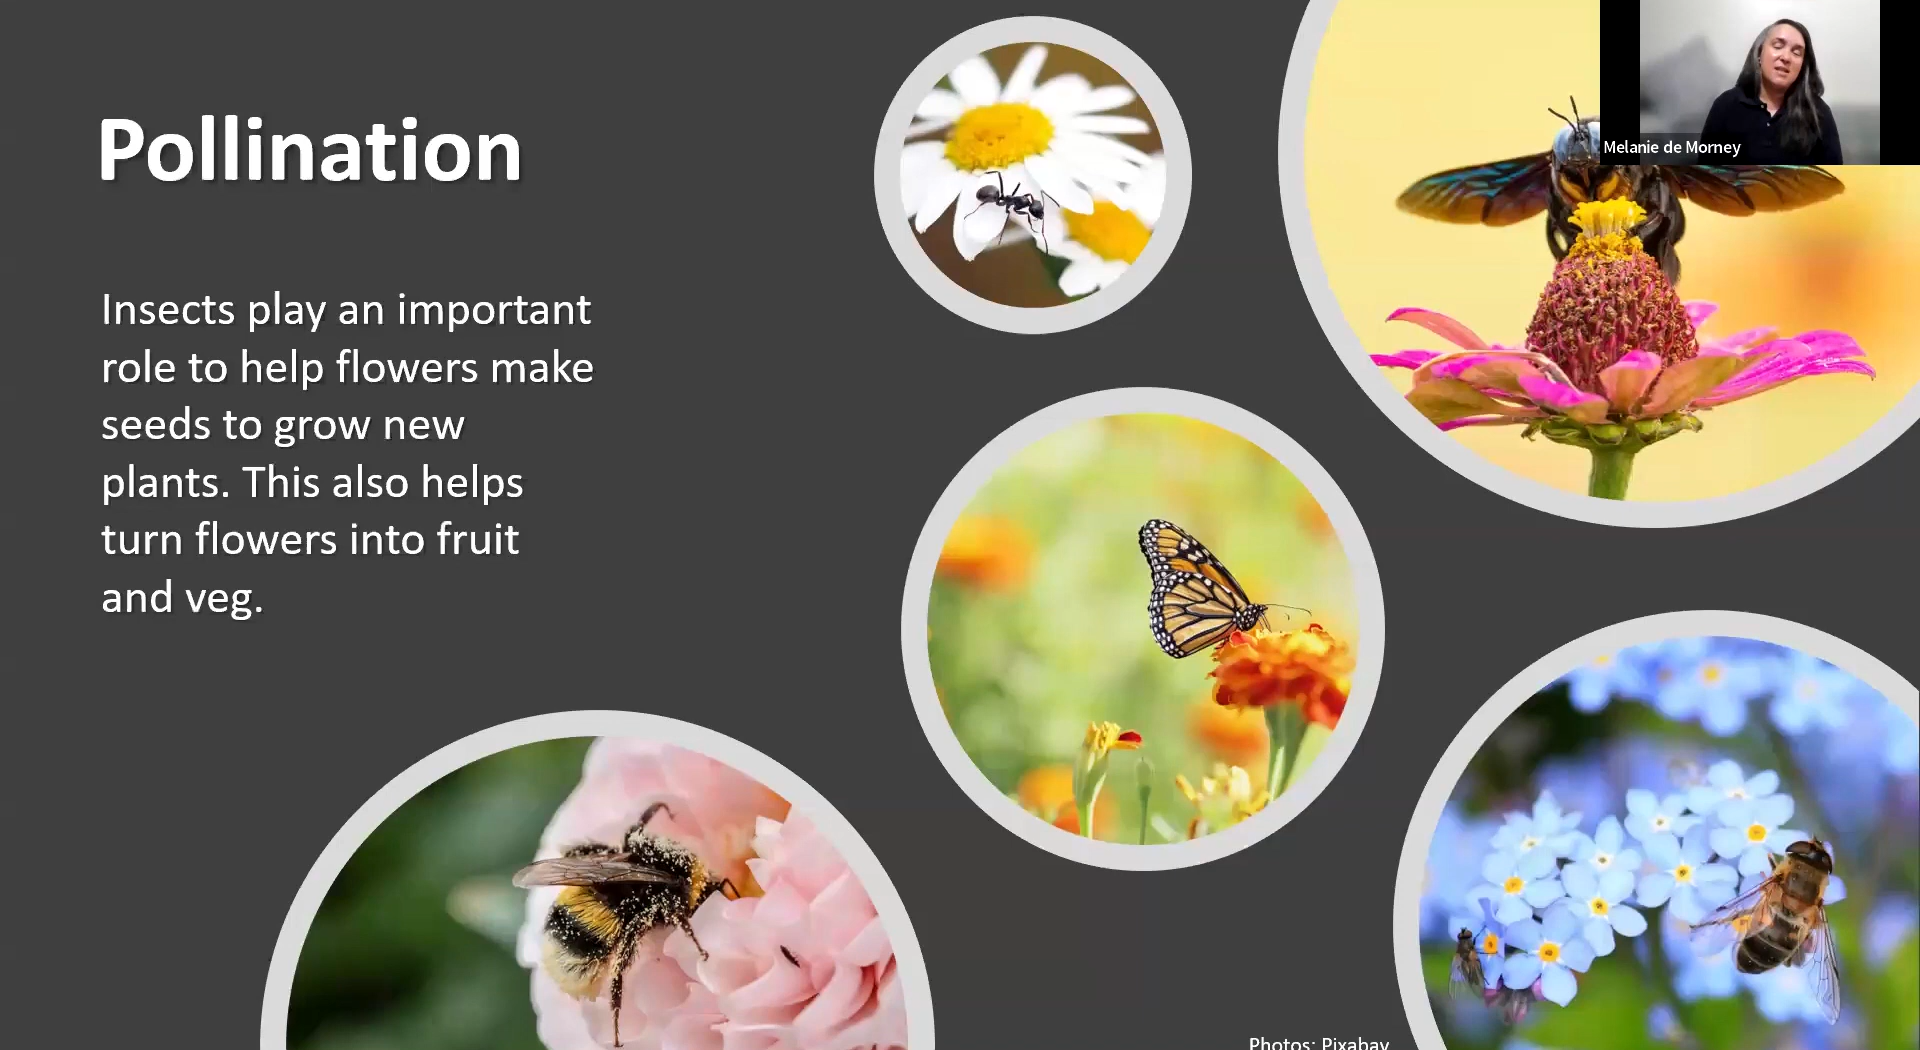 Pollination
Insects play an important
role to help flowers make
seeds to grow new
plants. This also helps
turn flowers into fruit
and veg.
Melanie de Morney
Photos: Pixabay